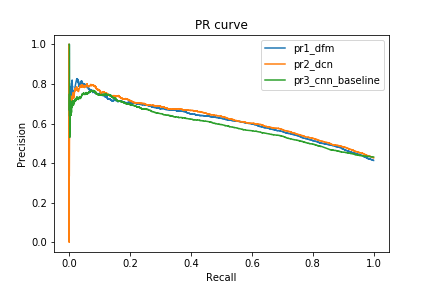 PR curve
pr1_dfm
pr2_dcn
pr3_cnn_baseline
Precision
1.0
0.8
0.6
0.4
0.2
0.0
0.0 0.2 0.4 0.6 0.8 1.0
Recall